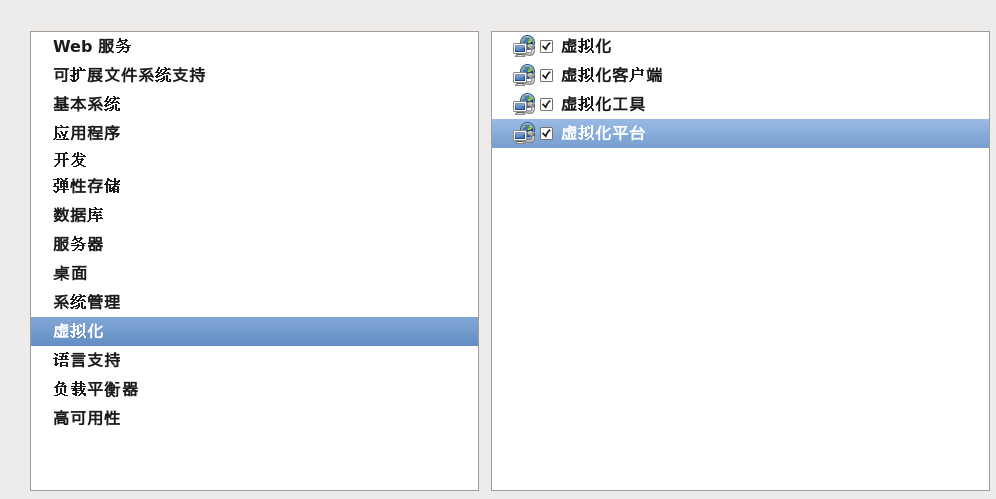 Web 服务
可扩展文件系统支持
基本系统
应用程序
开发
弹性存储
数据库
服务器
桌面
系统管理
虚拟化
语言支持
负载平衡器
高可用性
虚拟化
虚拟化客户端
虚拟化工具
虚拟化平台